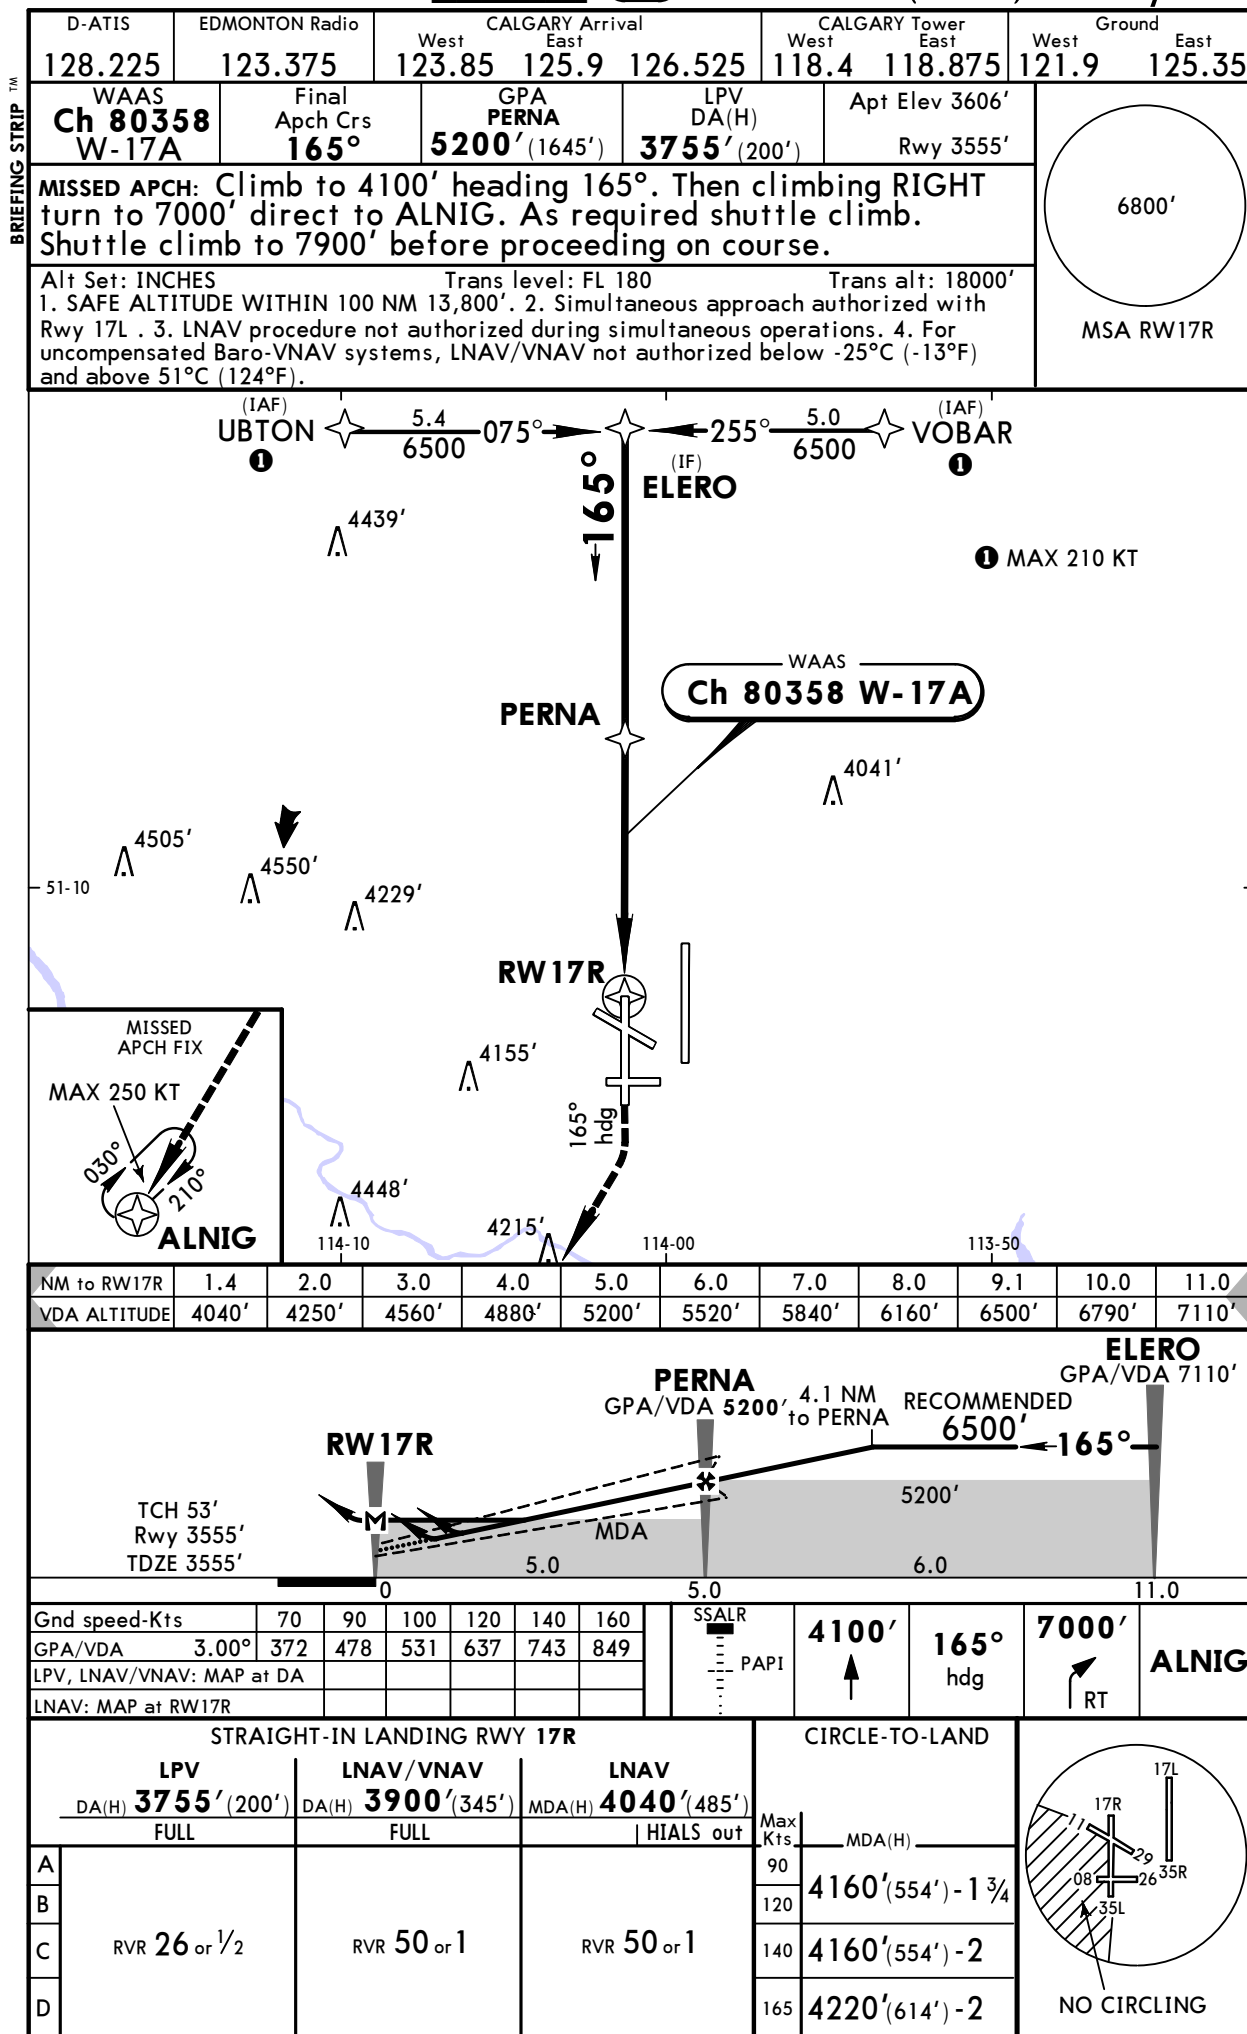 D-ATIS EDMONTON Radio CALGARY Arrival CALGARY Tower Ground
West East West East West East
128.225 123.375 123.85 125.9 126.525 118.4 118.875 121.9 125.35
BRIEFING STRIP TM
WAAS Final GPA LPV Apt Elev 3606'
Ch 80358 Apch Crs PERNA DA(H)
W-17A 165° 5200' (1645') 3755' (200') Rwy 3555'
MISSED APCH: Climb to 4100' heading 165°. Then climbing RIGHT
turn to 7000' direct to ALNIG. As required shuttle climb.
Shuttle climb to 7900' before proceeding on course.
6800'
MSA RW17R
Alt Set: INCHES Trans level: FL 180 Trans alt: 18000'
1. SAFE ALTITUDE WITHIN 100 NM 13,800'. 2. Simultaneous approach authorized with
Rwy 17L . 3. LNAV procedure not authorized during simultaneous operations. 4. For
uncompensated Baro-VNAV systems, LNAV/VNAV not authorized below -25°C (-13°F)
and above 51°C (124°F).
(IAF) (IAF)
UBTON 5.4 075° 255° 5.0 VOBAR
1 6500 6500 1
(IF)
ELERO
165°
4439'
1 MAX 210 KT
WAAS
Ch 80358 W-17A
PERNA
4041'
4505'
4550'
51-10
4229'
RW17R
MISSED
APCH FIX
MAX 250 KT
030°
210°
ALNIG
4155'
165°
hdg
4448'
4215'
114-10 114-00 113-50
NM to RW17R 1.4 2.0 3.0 4.0 5.0 6.0 7.0 8.0 9.1 10.0 11.0
VDA ALTITUDE 4040' 4250' 4560' 4880' 5200' 5520' 5840' 6160' 6500' 6790' 7110'
ELERO
GPA/VDA 7110'
PERNA
GPA/VDA 5200'
4.1 NM
to PERNA
RECOMMENDED
6500'
165°
RW17R
M
5200'
TCH 53'
Rwy 3555'
TDZE 3555'
MDA
5.0 6.0
0 5.0 11.0
Gnd speed-Kts 70 90 100 120 140 160
GPA/VDA 3.00° 372 478 531 637 743 849
LPV, LNAV/VNAV: MAP at DA
LNAV: MAP at RW17R
SSALR
PAPI
4100'
165°
hdg
7000'
RT
ALNIG
STRAIGHT-IN LANDING RWY 17R CIRCLE-TO-LAND
LPV LNAV/VNAV LNAV
DA(H) 3755' (200') DA(H) 3900' (345') MDA(H) 4040' (485')
FULL FULL HIALS out
Max
Kts MDA(H)
A 90
B 120
4160' (554') - 1 3/4
C RVR 26 or 1/2 RVR 50 or 1 RVR 50 or 1 140 4160' (554') - 2
D 165 4220' (614') - 2
17L
17R
11
29
08
26
35R
35L
NO CIRCLING